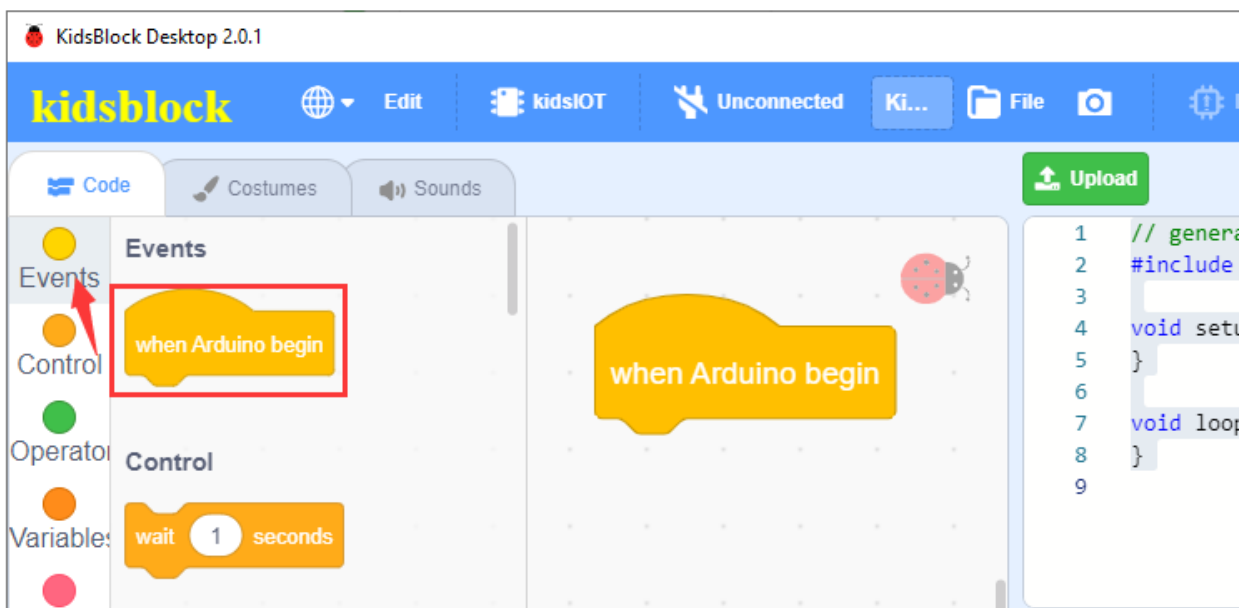 KidsBlock Desktop 2.0.1
kidsblock Edit kidsIOT Unconnected Ki... File
Code Costumes Sounds Upload
Events
Control
Operator
Variables
Events
when Arduino begin
Control
wait 1 seconds
when Arduino begin
1 // genera
2 #include
3
4 void setu
5 }
6
7 void loop
8 }
9